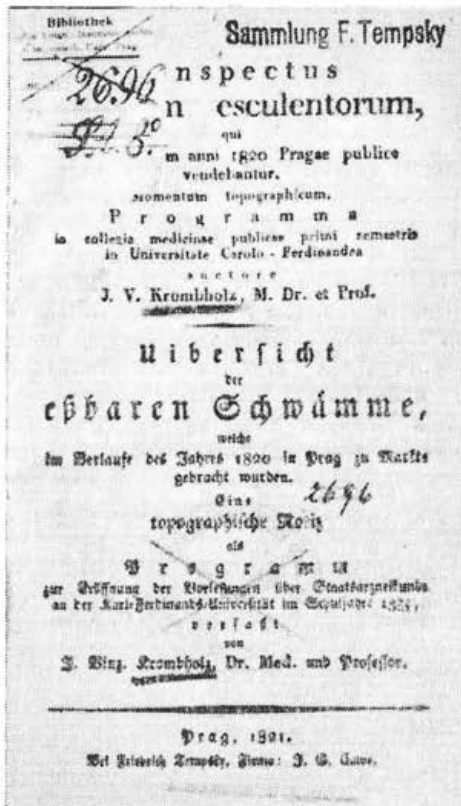 Bibliothek
Sammlung F. Tempsky
2696
nspectus
n esculentorum,
qui
m anni 1820 Pragae publice
vendebantur.
Momentum topographicum.
Programma
in collegia medicinae publicae primi semestris
in Universitate Carolo-Ferdinandea
auctore
J. V. Krombholz, M. Dr. et Prof.
Uibersicht
der
eßbaren Schwämme,
welche
im Verlaufe des Jahrs 1820 in Prag zu Markte
gebracht wurden.
Eine
2696
topographische Notiz
als
Programm
zur Eröffnung der Vorlesungen über Staatsarzneikunde
an der Karl-Ferdinands-Universität im Schuljahre
verfaßt
von
J. Vinz. Krombholz, Dr. Med. und Professor.
Prag, 1821.
Bei Friedrich Tempsky, Firma: J. G. Calve.